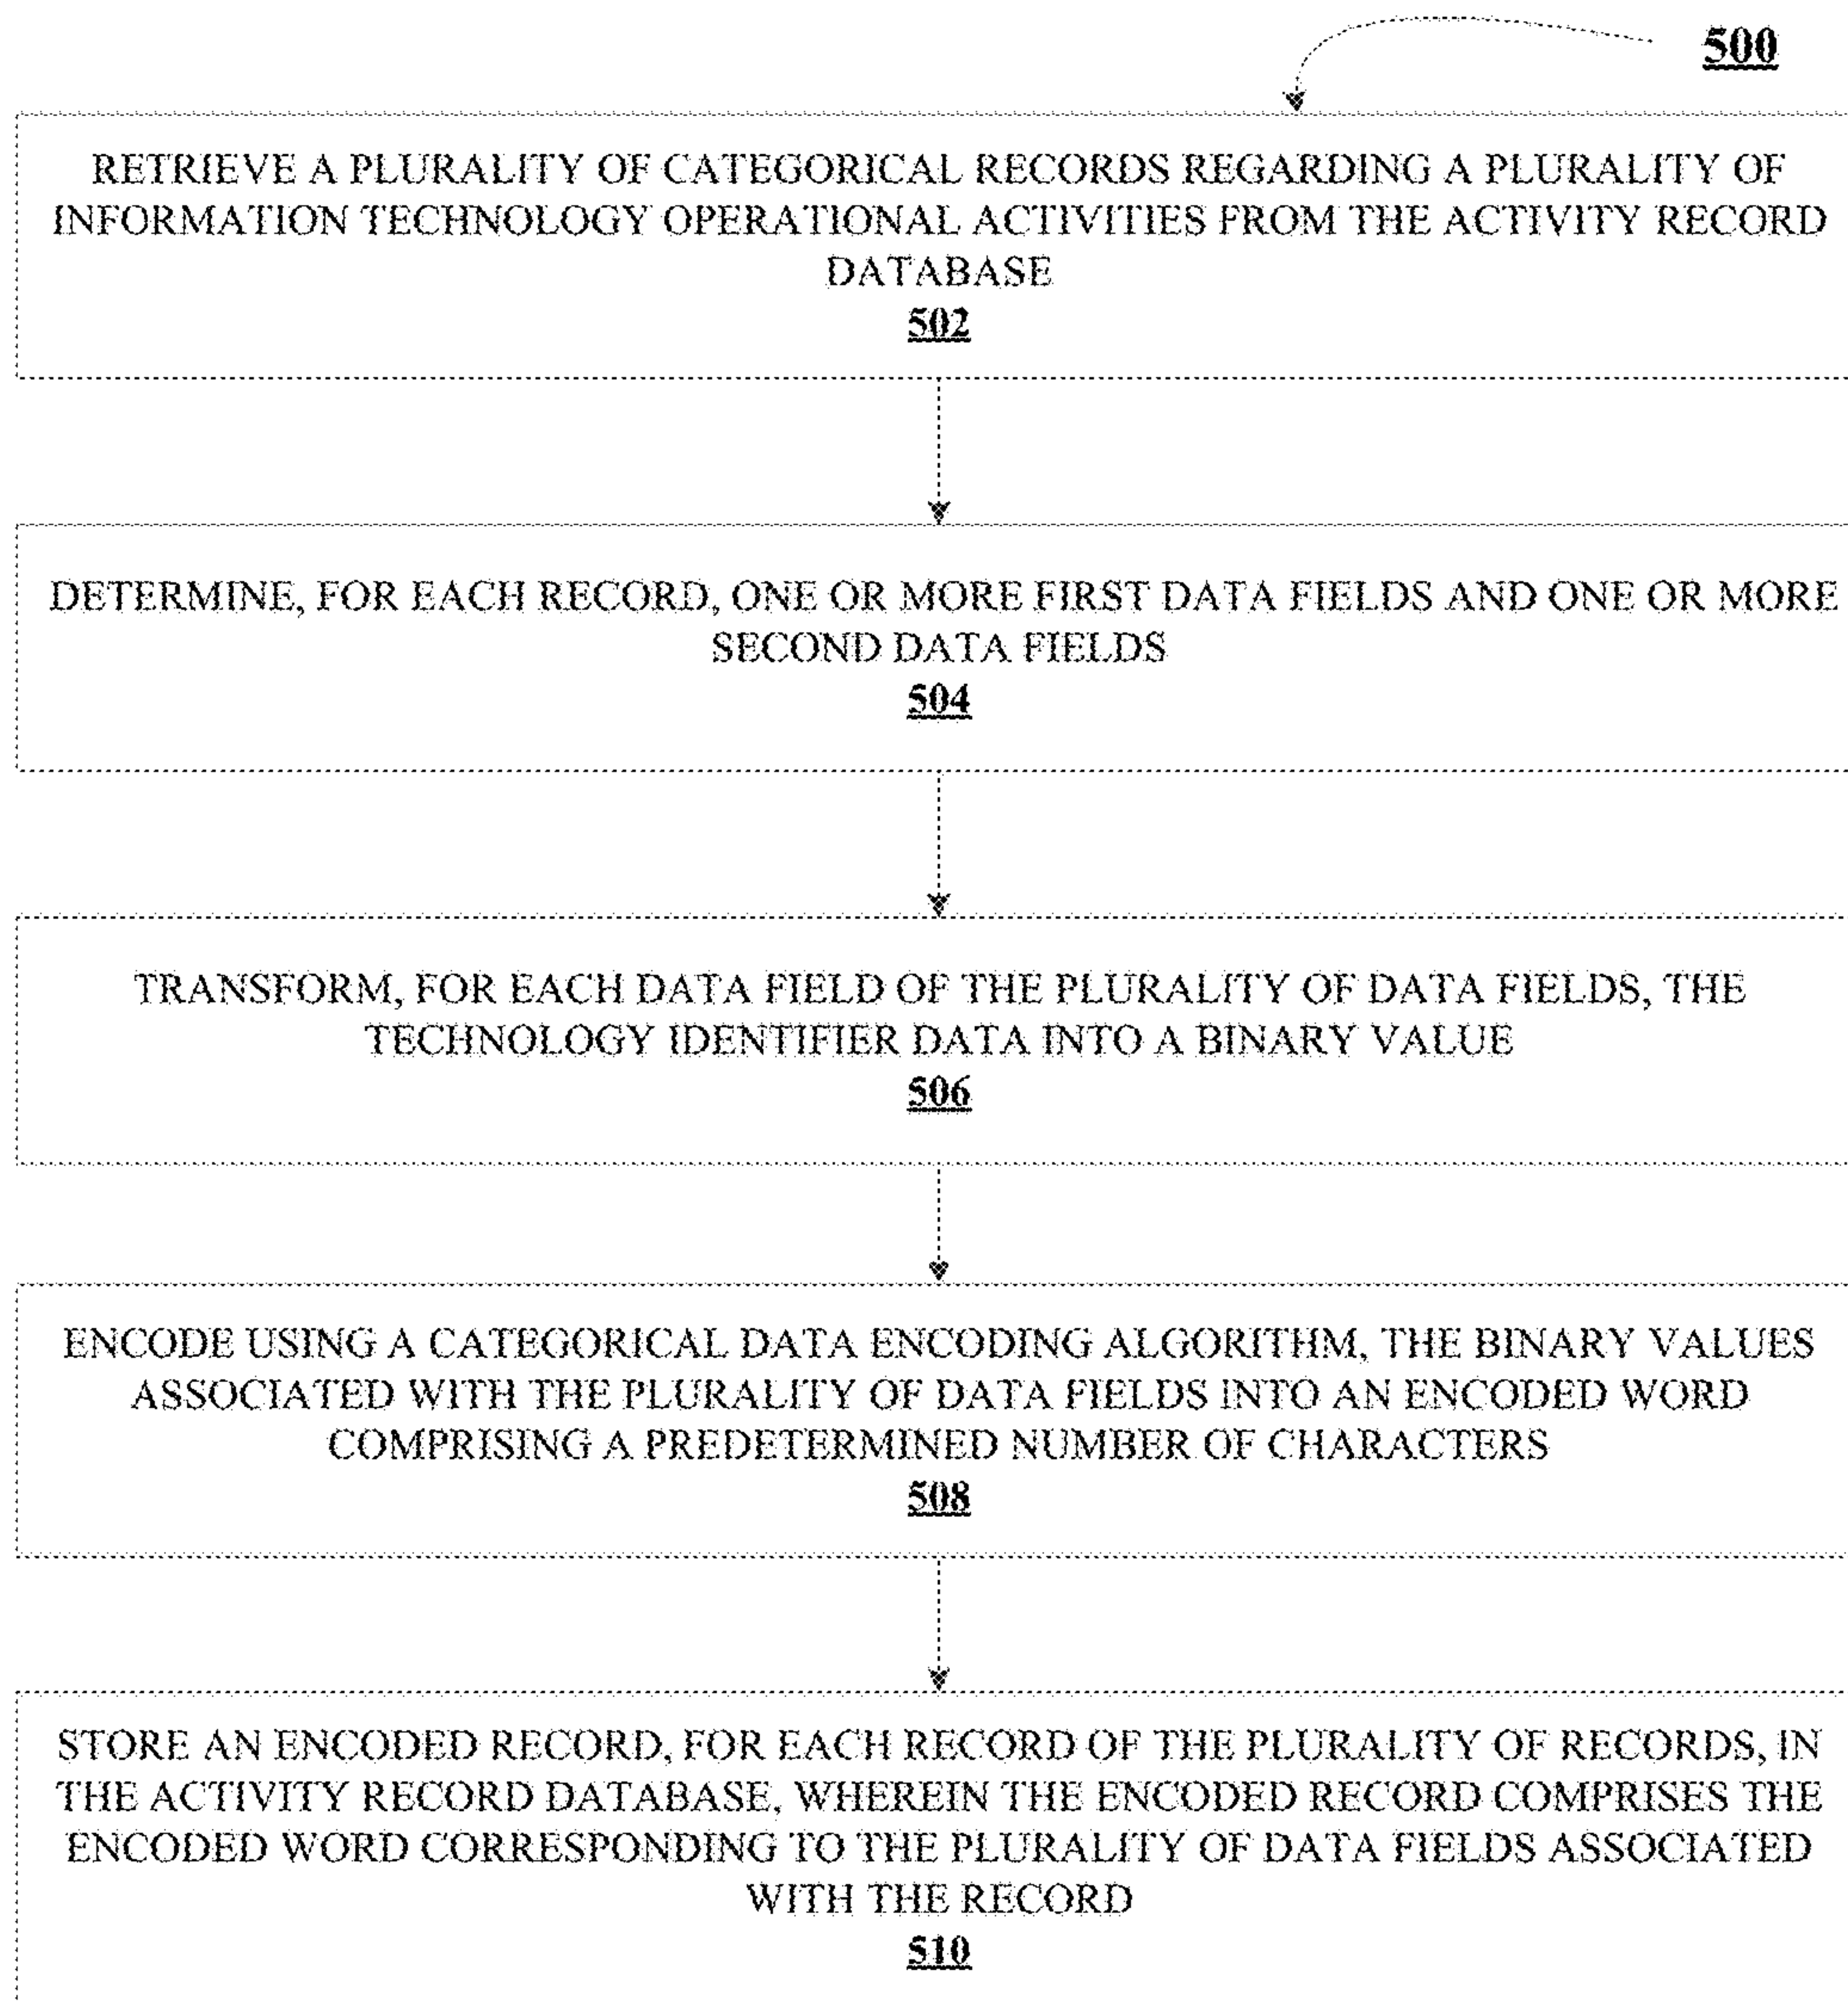 500
RETRIEVE A PLURALITY OF CATEGORICAL RECORDS REGARDING A PLURALITY OF
INFORMATION TECHNOLOGY OPERATIONAL ACTIVITIES FROM THE ACTIVITY RECORD
DATABASE
502
DETERMINE, FOR EACH RECORD, ONE OR MORE FIRST DATA FIELDS AND ONE OR MORE
SECOND DATA FIELDS
504
TRANSFORM, FOR EACH DATA FIELD OF THE PLURALITY OF DATA FIELDS, THE
TECHNOLOGY IDENTIFIER DATA INTO A BINARY VALUE
506
ENCODE USING A CATEGORICAL DATA ENCODING ALGORITHM, THE BINARY VALUES
ASSOCIATED WITH THE PLURALITY OF DATA FIELDS INTO AN ENCODED WORD
COMPRISING A PREDETERMINED NUMBER OF CHARACTERS
508
STORE AN ENCODED RECORD, FOR EACH RECORD OF THE PLURALITY OF RECORDS, IN
THE ACTIVITY RECORD DATABASE, WHEREIN THE ENCODED RECORD COMPRISES THE
ENCODED WORD CORRESPONDING TO THE PLURALITY OF DATA FIELDS ASSOCIATED
WITH THE RECORD
510